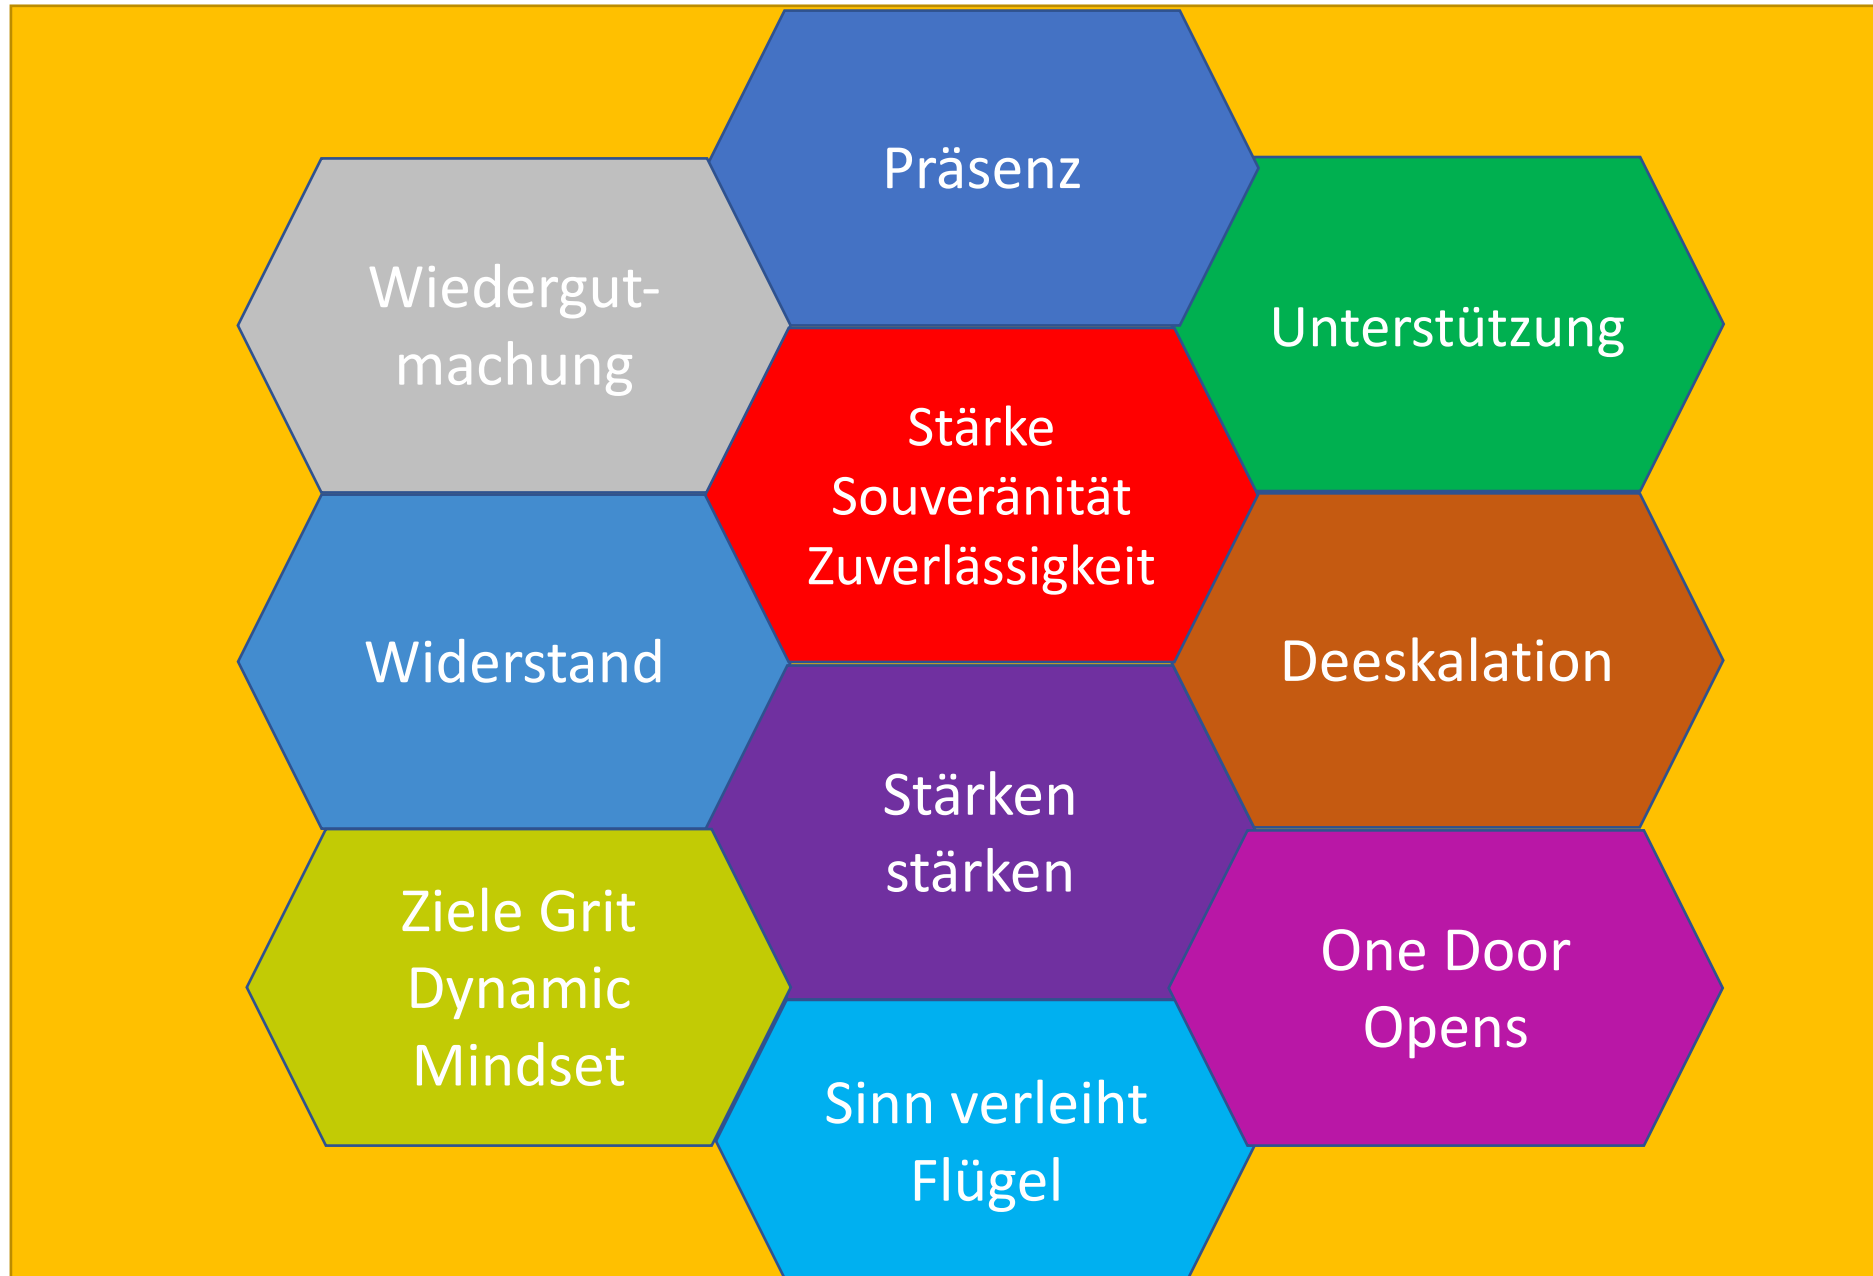 Präsenz
Wiedergut-
machung
Unterstützung
Stärke
Souveränität
Zuverlässigkeit
Widerstand
Deeskalation
Stärken
stärken
Ziele Grit
Dynamic
Mindset
One Door
Opens
Sinn verleiht
Flügel